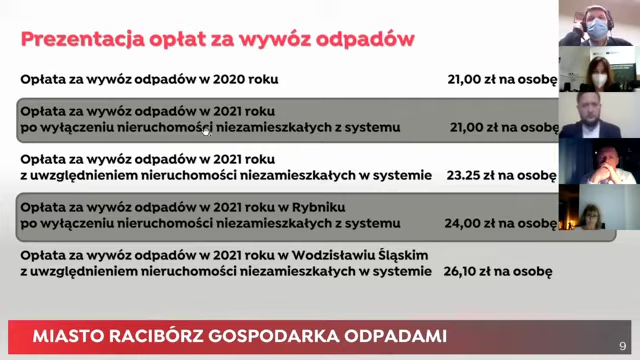 Prezentacja opłat za wywóz odpadów
Opłata za wywóz odpadów w 2020 roku 21,00 zł na osobę
Opłata za wywóz odpadów w 2021 roku
po wyłączeniu nieruchomości niezamieszkałych z systemu 21,00 zł na osobę
Opłata za wywóz odpadów w 2021 roku
z uwzględnieniem nieruchomości niezamieszkałych w systemie 23.25 zł na osobę
Opłata za wywóz odpadów w 2021 roku w Rybniku
po wyłączeniu nieruchomości niezamieszkałych z systemu 24,00 zł na osobę
Opłata za wywóz odpadów w 2021 roku w Wodzisławiu Śląskim
z uwzględnieniem nieruchomości niezamieszkałych w systemie 26,10 zł na osobę
MIASTO RACIBÓRZ GOSPODARKA ODPADAMI
9